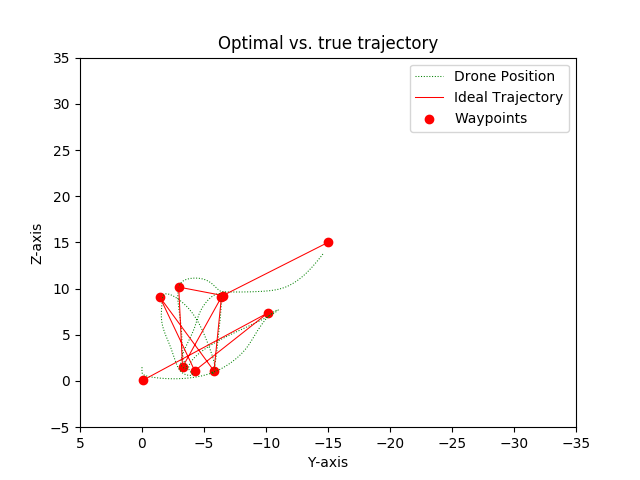 Optimal vs. true trajectory
Drone Position
Ideal Trajectory
Waypoints
Z-axis
35
30
25
20
15
10
5
0
−5
5 0 −5 −10 −15 −20 −25 −30 −35
Y-axis